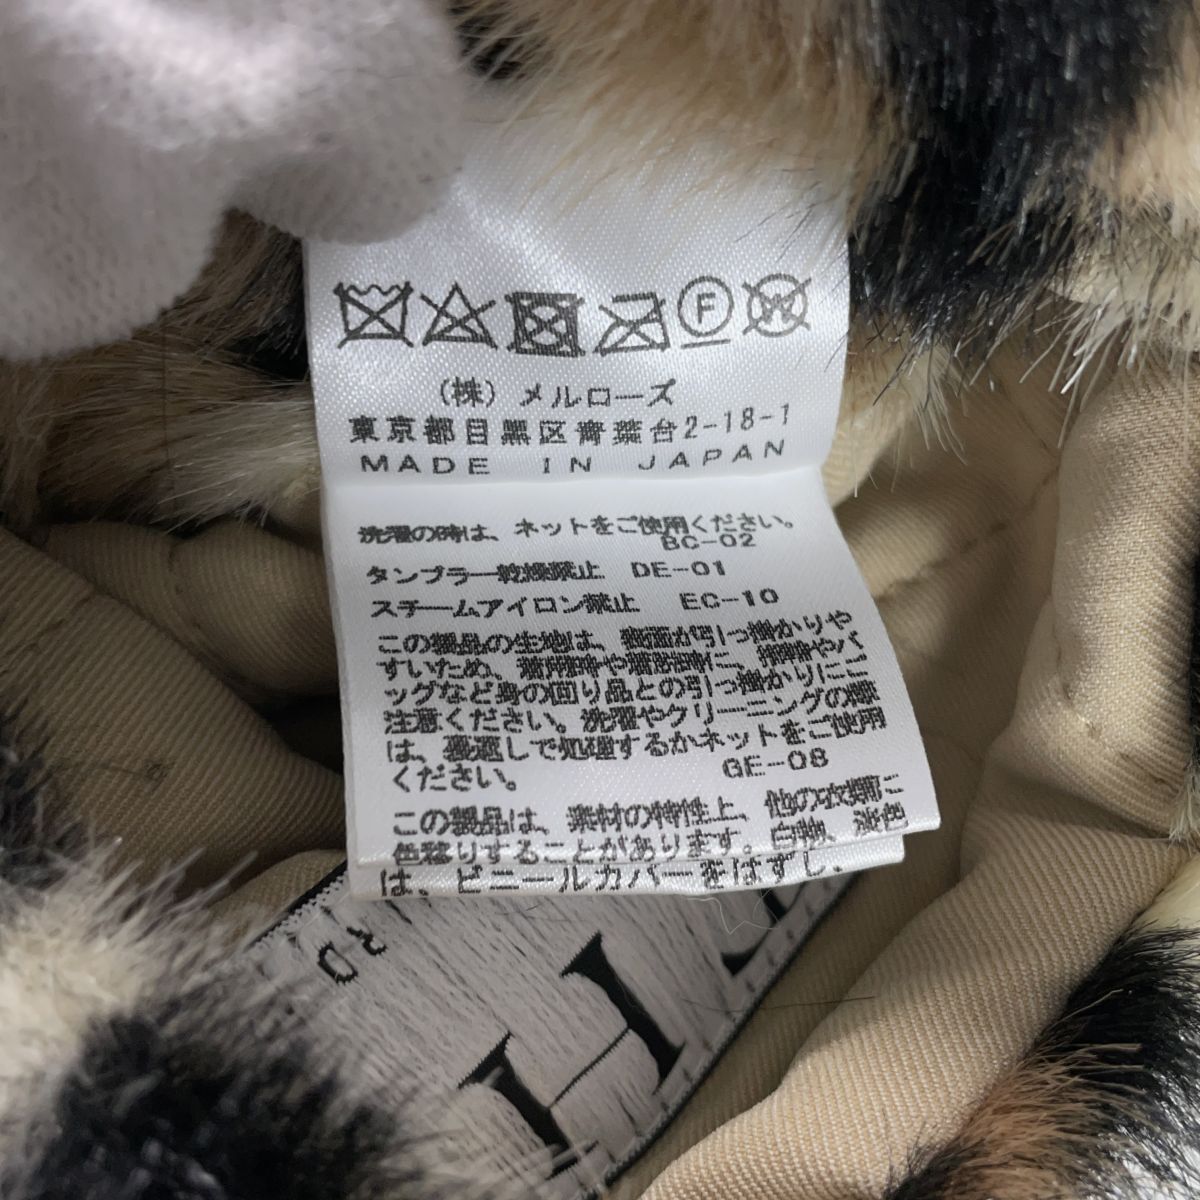 F
W
(株)メルローズ
東京都目黒区青葉台2-18-1
MADE IN JAPAN
洗濯の時は、ネットをご使用ください。
BC-02
タンブラー乾燥禁止 DE-01
スチームアイロン禁止 EC-10
この製品の生地は、表面が引っ掛かりや
すいため、着用時や着脱時に、指輪やバ
ッグなど身の回り品との引っ掛かりにご
注意ください。洗濯やクリーニングの際
は、裏返しで処理するかネットをご使用
ください。 GE-08
この製品は、素材の特性上、他の衣類に
色移りすることがあります。白物、淡色
は、ビニールカバーをはずし、